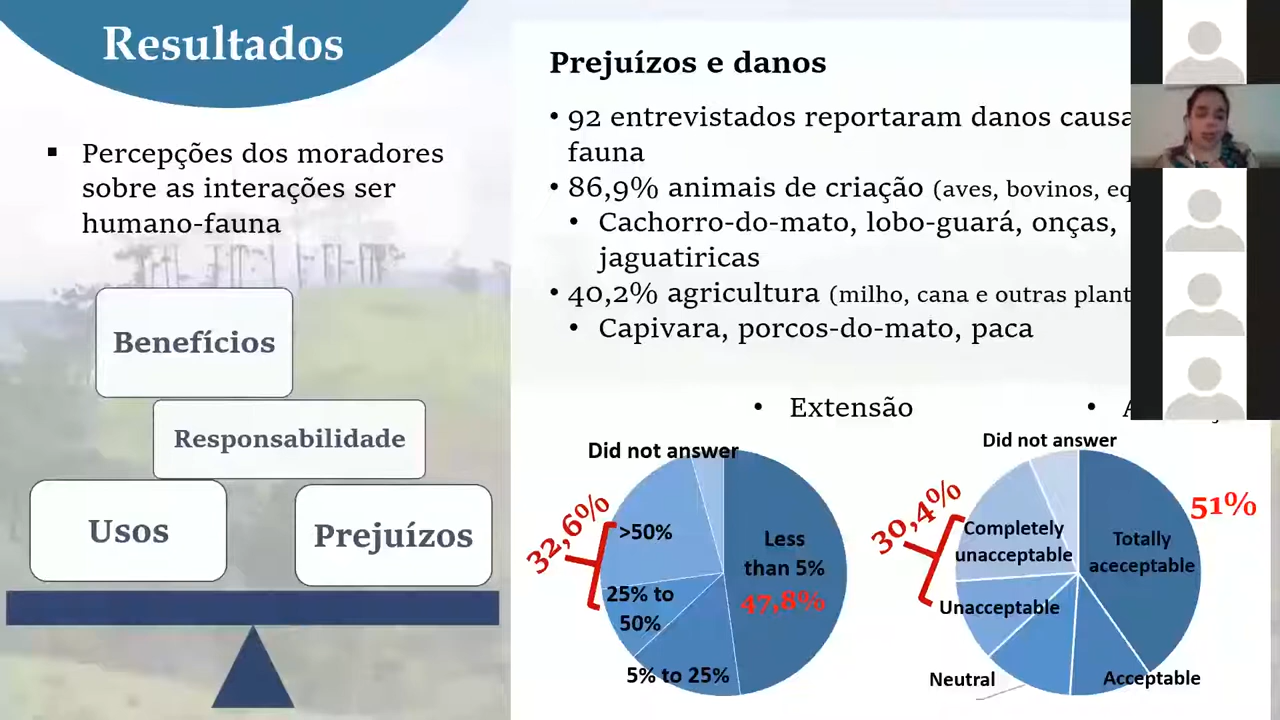 Resultados
Percepções dos moradores
sobre as interações ser
humano-fauna
Benefícios
Responsabilidade
Usos
Prejuízos
Prejuízos e danos
• 92 entrevistados reportaram danos causa
fauna
• 86,9% animais de criação (aves, bovinos, eq
• Cachorro-do-mato, lobo-guará, onças,
jaguatiricas
• 40,2% agricultura (milho, cana e outras plant
• Capivara, porcos-do-mato, paca
• Extensão
Did not answer
32,6%
>50%
25% to
50%
5% to 25%
Less
than 5%
47,8%
Did not answer
30,4%
Completely
unacceptable
Unacceptable
Neutral
Acceptable
Totally
aceceptable
51%